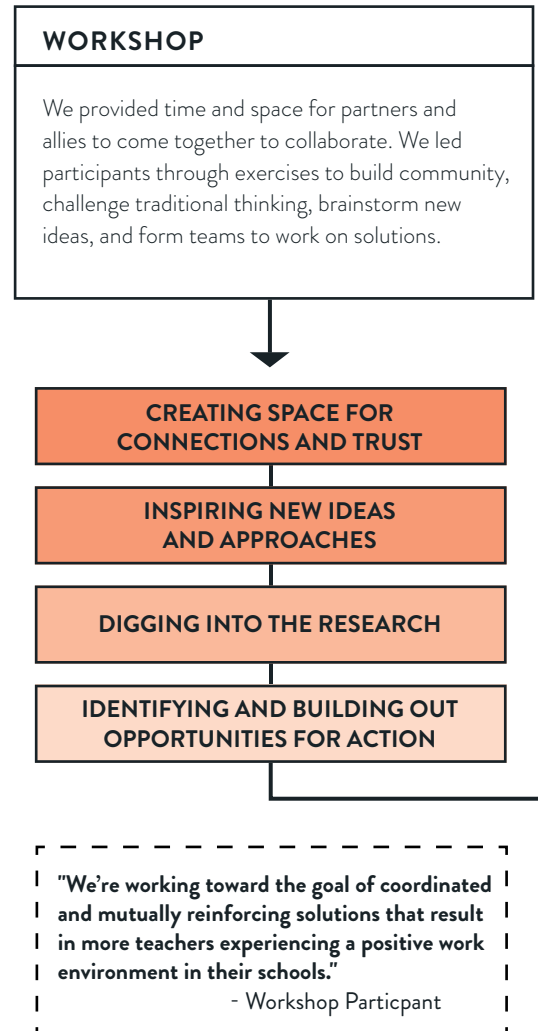 WORKSHOP
We provided time and space for partners and
allies to come together to collaborate. We led
participants through exercises to build community,
challenge traditional thinking, brainstorm new
ideas, and form teams to work on solutions.
CREATING SPACE FOR
CONNECTIONS AND TRUST
INSPIRING NEW IDEAS
AND APPROACHES
DIGGING INTO THE RESEARCH
IDENTIFYING AND BUILDING OUT
OPPORTUNITIES FOR ACTION
"We’re working toward the goal of coordinated
and mutually reinforcing solutions that result
in more teachers experiencing a positive work
environment in their schools."
- Workshop Particpant